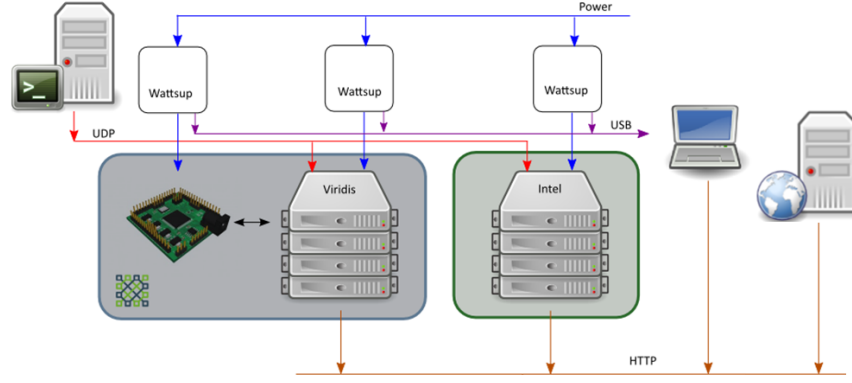 Power
Wattsup
Wattsup
Wattsup
>_
UDP
USB
Viridis
Intel
HTTP